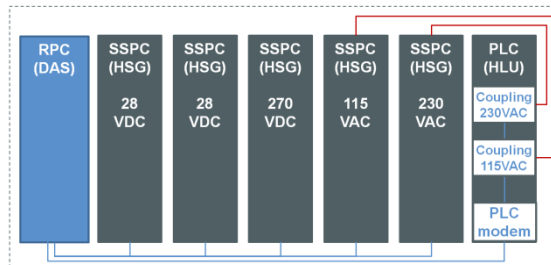 RPC
(DAS)
SSPC
(HSG)
28
VDC
SSPC
(HSG)
28
VDC
SSPC
(HSG)
270
VDC
SSPC
(HSG)
115
VAC
SSPC
(HSG)
230
VAC
PLC
(HLU)
Coupling
230VAC
Coupling
115VAC
PLC
modem